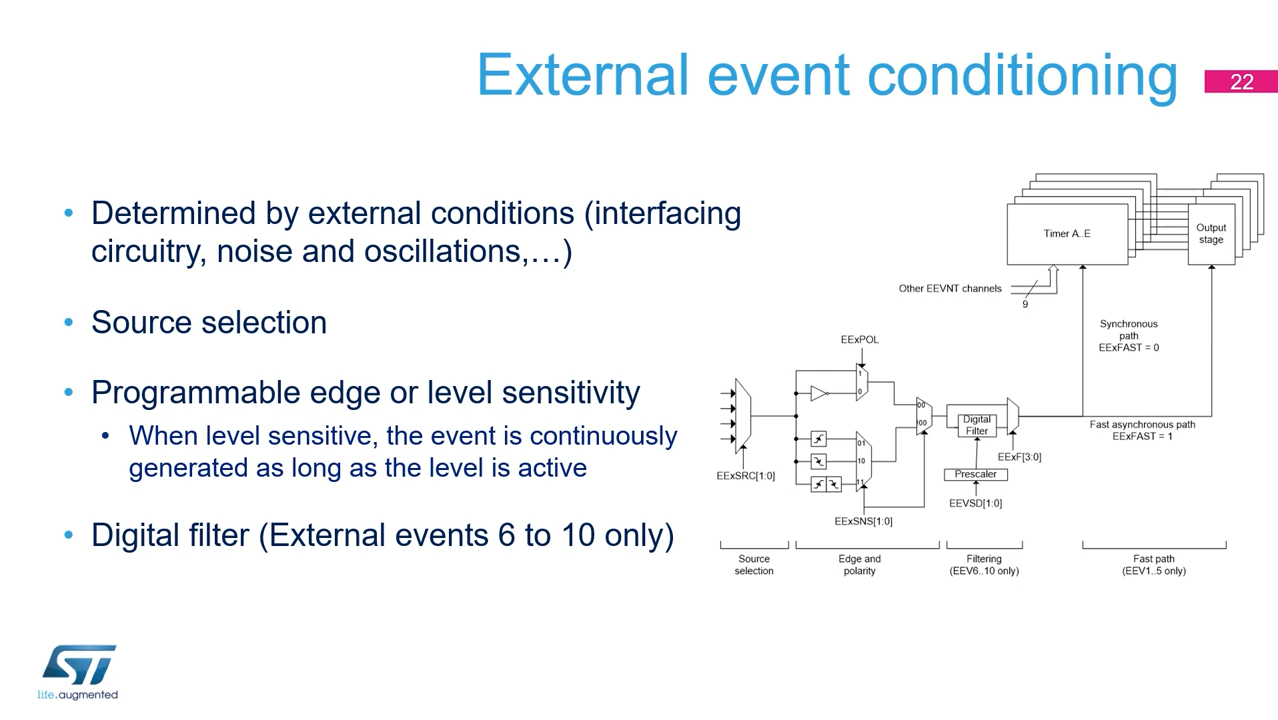 External event conditioning
22
• Determined by external conditions (interfacing
circuitry, noise and oscillations,…)
• Source selection
• Programmable edge or level sensitivity
• When level sensitive, the event is continuously
generated as long as the level is active
• Digital filter (External events 6 to 10 only)
Timer A..E
Output
stage
Other EEVNT channels
9
Synchronous
path
EExFAST = 0
EExPOL
1
0
00
Digital
Filter
Fast asynchronous path
EExFAST = 1
01
10
11
EExF[3:0]
EExSRC[1:0]
Prescaler
EEVSD[1:0]
EExSNS[1:0]
Source
selection
Edge and
polarity
Filtering
(EEV6..10 only)
Fast path
(EEV1..5 only)
ST
life.augmented